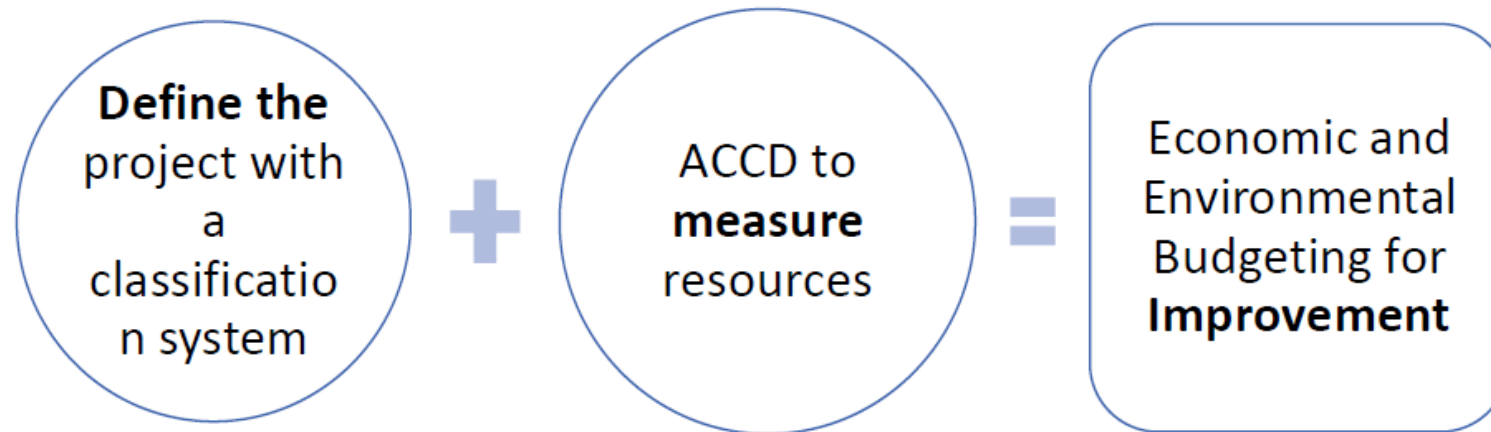 Define the
project with
a
classificatio
n system
+
ACCD to
measure
resources
=
Economic and
Environmental
Budgeting for
Improvement